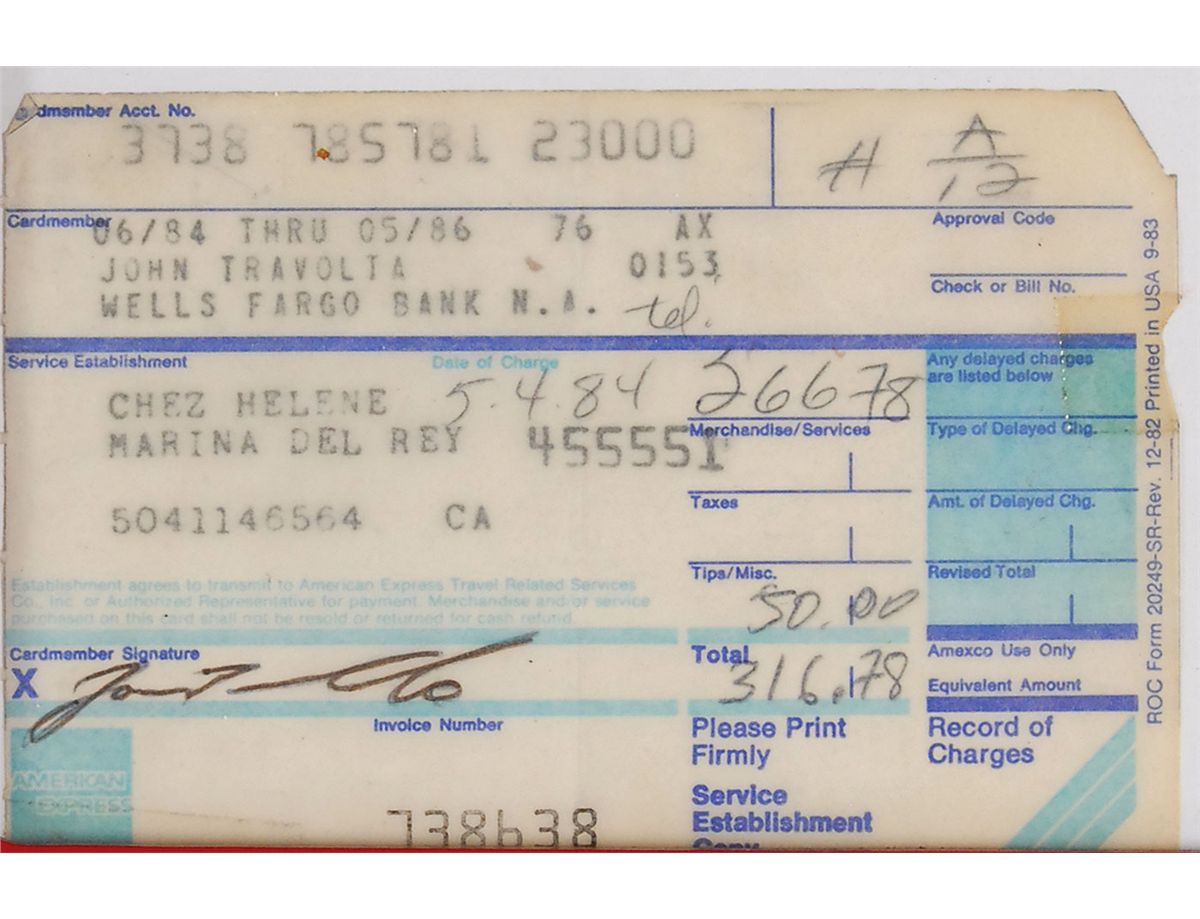 dmember Acct. No.
3738 785781 23000
H A/12
Cardmember
06/84 THRU 05/86 76 AX
Approval Code
JOHN TRAVOLTA 0153
Check or Bill No.
WELLS FARGO BANK N.A. tel.
Service Establishment Date of Charge
Any delayed charges
are listed below
CHEZ HELENE 5.4.84 26678
Merchandise/Services Type of Delayed Chg.
MARINA DEL REY 455551
Taxes Amt. of Delayed Chg.
5041146564 CA
Tips/Misc. Revised Total
50.00
Establishment agrees to transmit to American Express Travel Related Services
Co., Inc. or Authorized Representative for payment. Merchandise and/or service
purchased on this card shall not be resold or returned for cash refund.
Cardmember Signature Total Amexco Use Only
X
316.78
Equivalent Amount
Invoice Number
Please Print
Firmly
Record of
Charges
AMERICAN
EXPRESS
738638
Service
Establishment
Copy
ROC Form 20249-SR-Rev. 12-82 Printed in USA 9-83